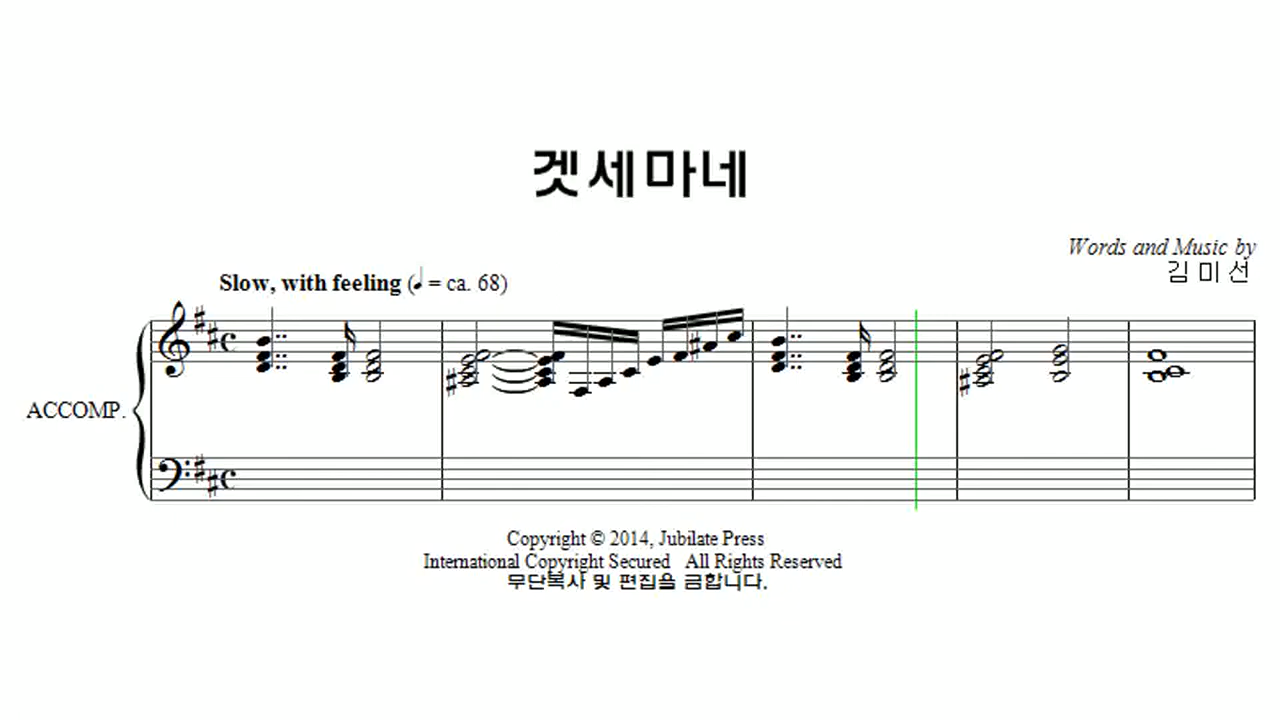 겟세마네
Words and Music by
김 미 선
Slow, with feeling (♩ = ca. 68)
ACCOMP.
Copyright © 2014, Jubilate Press
International Copyright Secured   All Rights Reserved
무단복사 및 편집을 금합니다.